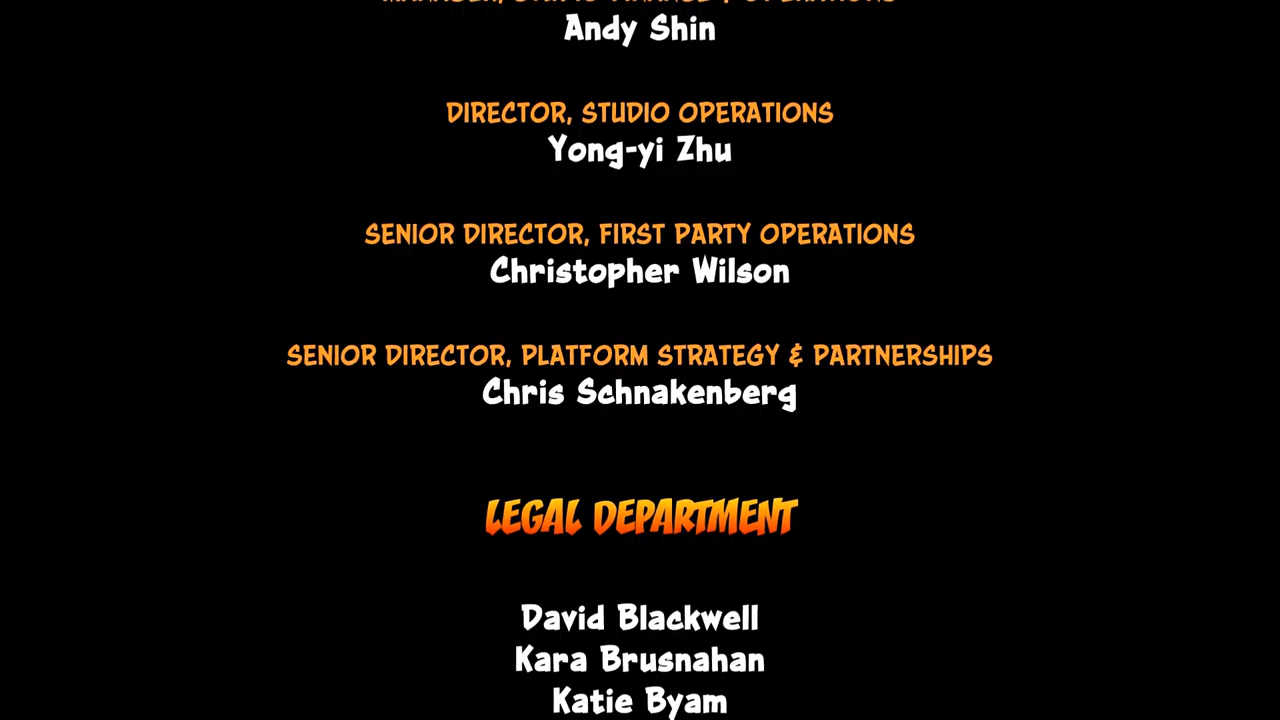 Andy Shin
DIRECTOR, STUDIO OPERATIONS
Yong-yi Zhu
SENIOR DIRECTOR, FIRST PARTY OPERATIONS
Christopher Wilson
SENIOR DIRECTOR, PLATFORM STRATEGY & PARTNERSHIPS
Chris Schnakenberg
LEGAL DEPARTMENT
David Blackwell
Kara Brusnahan
Katie Byam